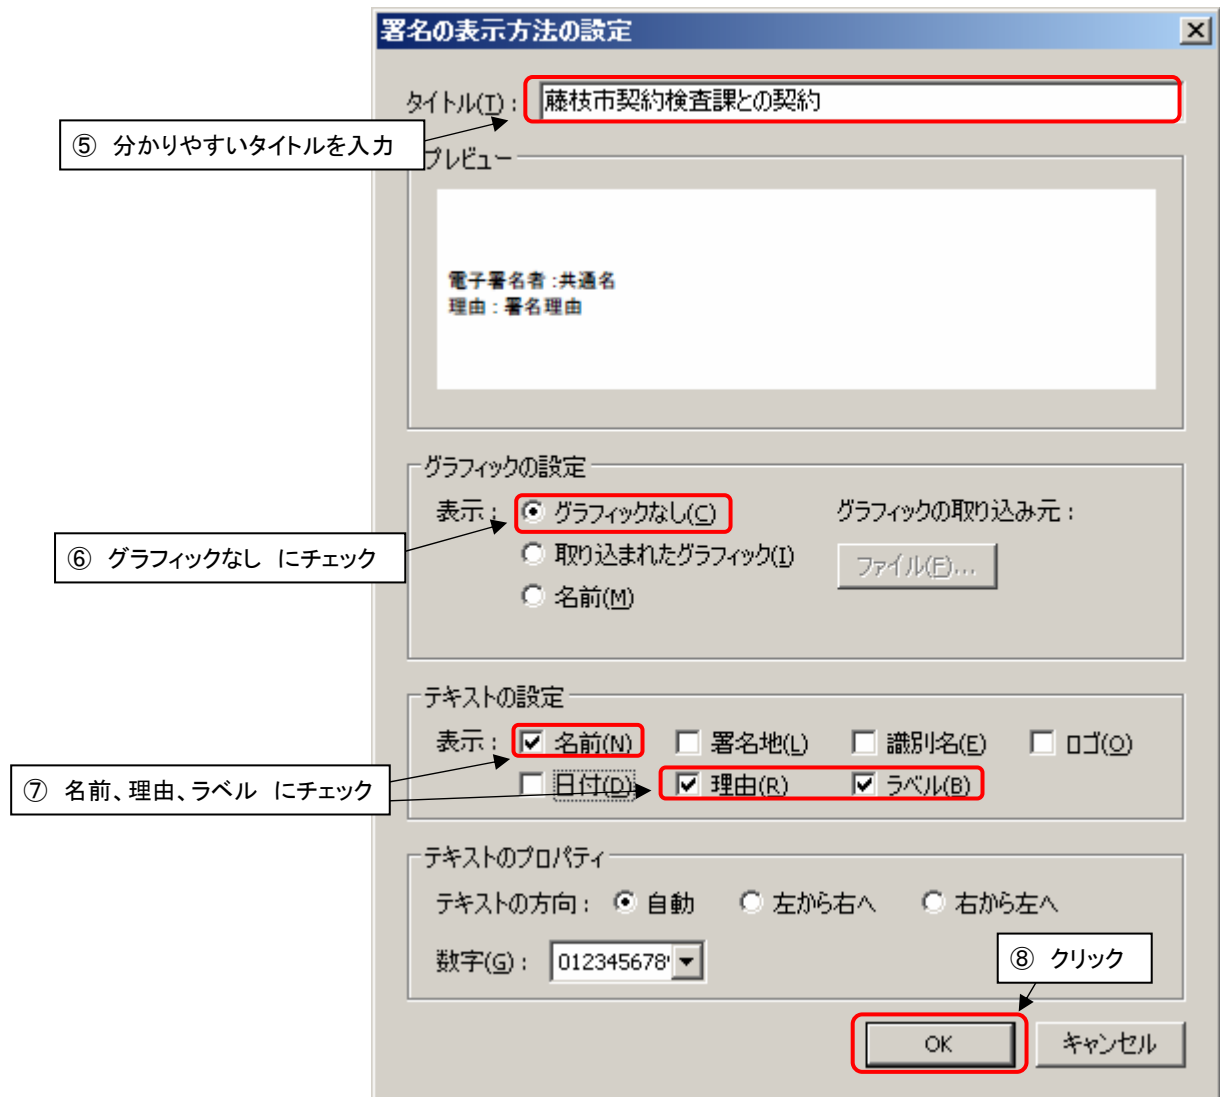 署名の表示方法の設定
タイトル(T)： 藤枝市契約検査課との契約
⑤ 分かりやすいタイトルを入力
プレビュー
電子署名者：共通名
理由：署名理由
グラフィックの設定
表示： グラフィックなし(C) グラフィックの取り込み元：
⑥ グラフィックなし にチェック
取り込まれたグラフィック(I) ファイル(F)...
名前(M)
テキストの設定
表示： 名前(N) 署名地(L) 識別名(E) ロゴ(O)
⑦ 名前、理由、ラベル にチェック
日付(D) 理由(R) ラベル(B)
テキストのプロパティ
テキストの方向： 自動 左から右へ 右から左へ
数字(G)： 012345678
⑧ クリック
OK キャンセル